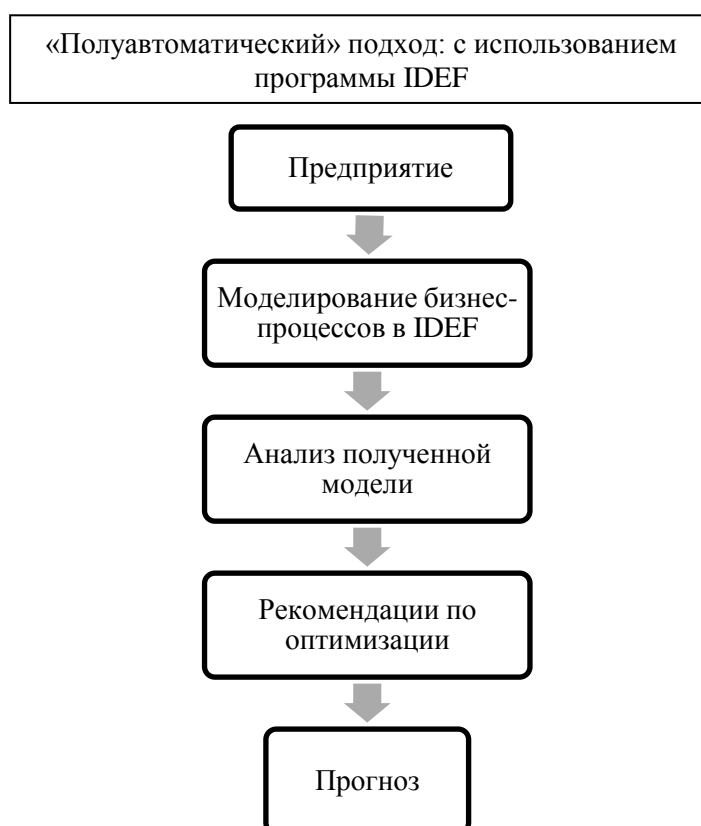 «Полуавтоматический» подход: с использованием
программы IDEF
Предприятие
Моделирование бизнес-
процессов в IDEF
Анализ полученной
модели
Рекомендации по
оптимизации
Прогноз